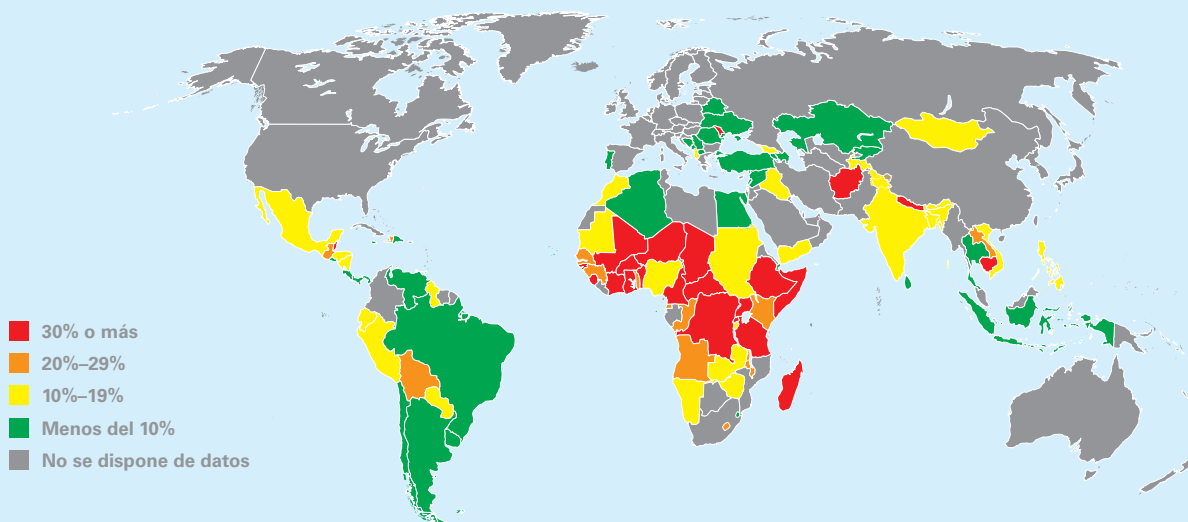 30% o más
20%–29%
10%–19%
Menos del 10%
No se dispone de datos